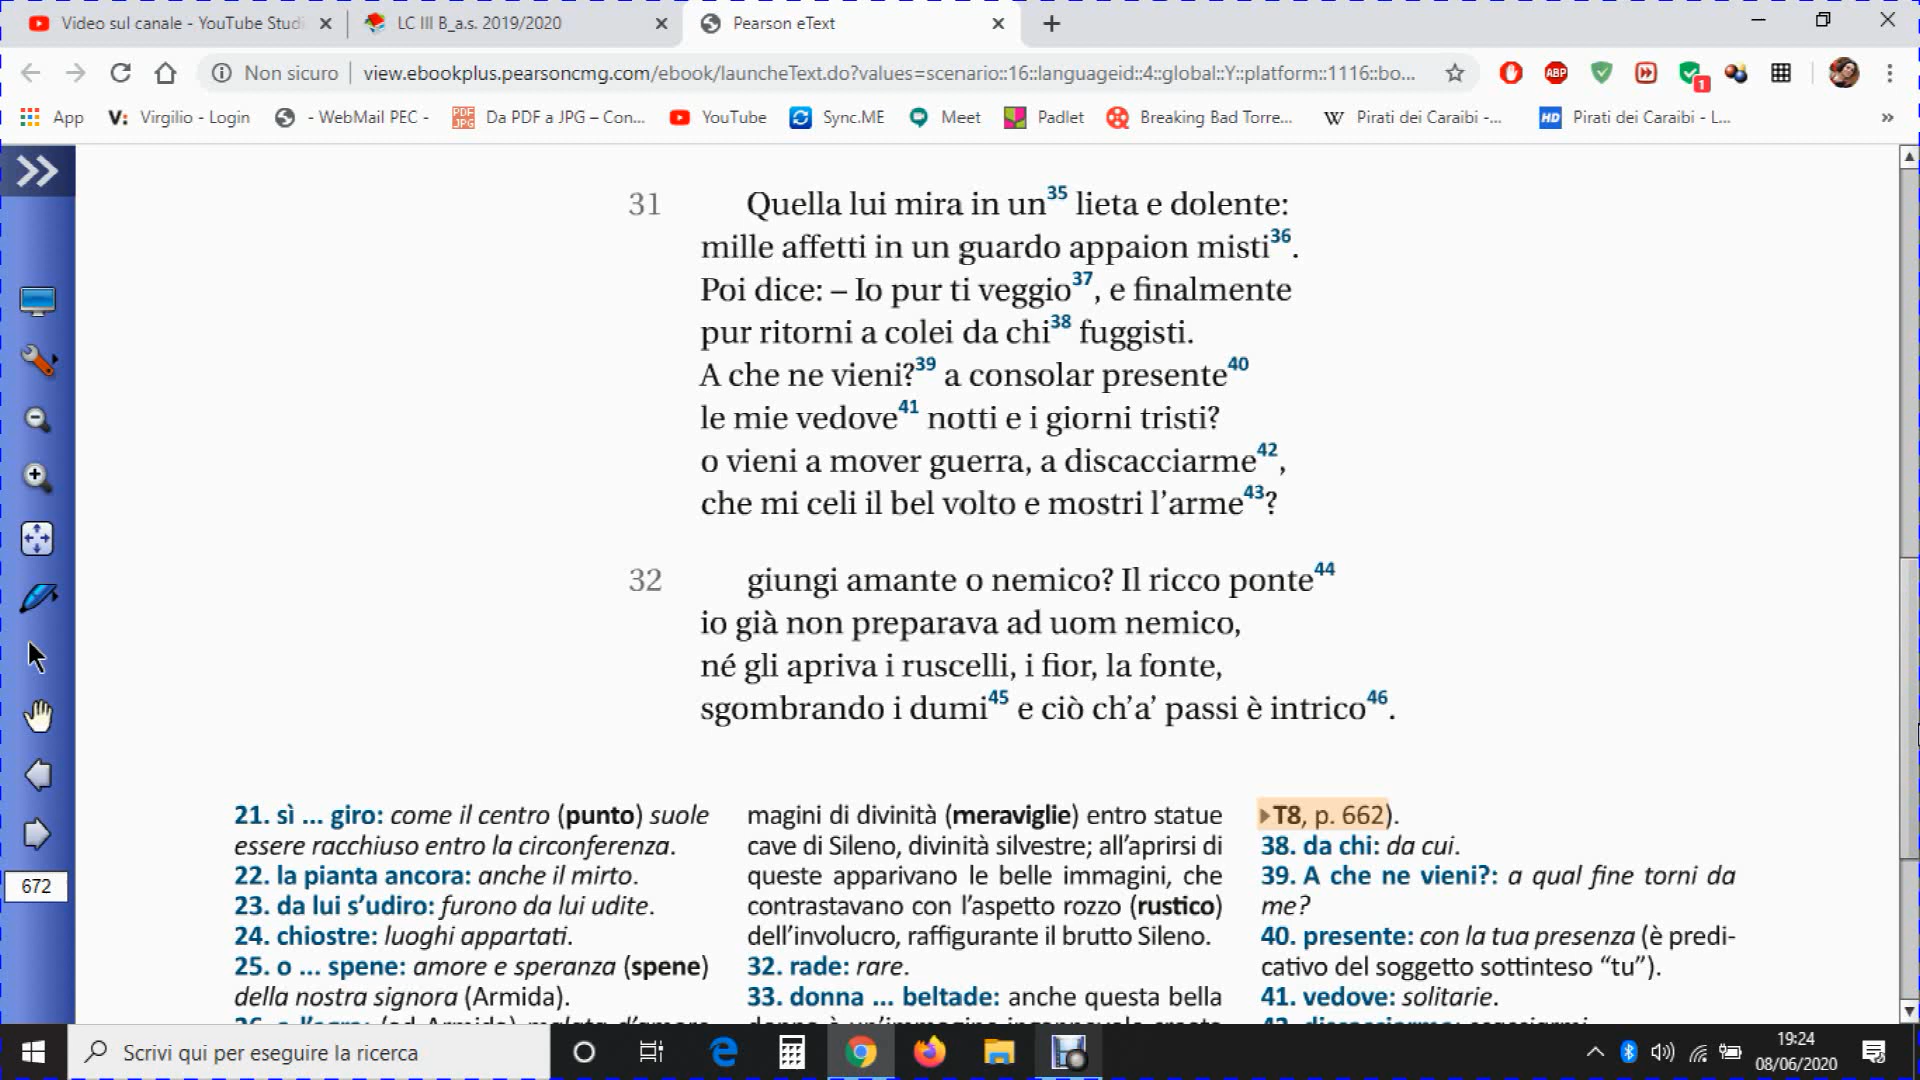 Video sul canale - YouTube Studi
LC III B_a.s. 2019/2020
Pearson eText
Non sicuro
view.ebookplus.pearsoncmg.com/ebook/launcheText.do?values=scenario::16::languageid::4::global::Y::platform::1116::bo...
ABP
1
App
V: Virgilio - Login
- WebMail PEC -
PDF JPG Da PDF a JPG – Con...
YouTube
Sync.ME
Meet
Padlet
Breaking Bad Torre...
W Pirati dei Caraibi -...
HD Pirati dei Caraibi - L...
»
31 Quella lui mira in un35 lieta e dolente:
mille affetti in un guardo appaion misti36.
Poi dice: – Io pur ti veggio37, e finalmente
pur ritorni a colei da chi38 fuggisti.
A che ne vieni?39 a consolar presente40
le mie vedove41 notti e i giorni tristi?
o vieni a mover guerra, a discacciarme42,
che mi celi il bel volto e mostri l'arme43?
32 giungi amante o nemico? Il ricco ponte44
io già non preparava ad uom nemico,
né gli apriva i ruscelli, i fior, la fonte,
sgombrando i dumi45 e ciò ch'a' passi è intrico46.
672
21. sì ... giro: come il centro (punto) suole
essere racchiuso entro la circonferenza.
22. la pianta ancora: anche il mirto.
23. da lui s'udiro: furono da lui udite.
24. chiostre: luoghi appartati.
25. o ... spene: amore e speranza (spene)
della nostra signora (Armida).
magini di divinità (meraviglie) entro statue
cave di Sileno, divinità silvestre; all'aprirsi di
queste apparivano le belle immagini, che
contrastavano con l'aspetto rozzo (rustico)
dell'involucro, raffigurante il brutto Sileno.
32. rade: rare.
33. donna ... beltade: anche questa bella
▸T8, p. 662).
38. da chi: da cui.
39. A che ne vieni?: a qual fine torni da
me?
40. presente: con la tua presenza (è predi-
cativo del soggetto sottinteso “tu”).
41. vedove: solitarie.
Scrivi qui per eseguire la ricerca
19:24
08/06/2020